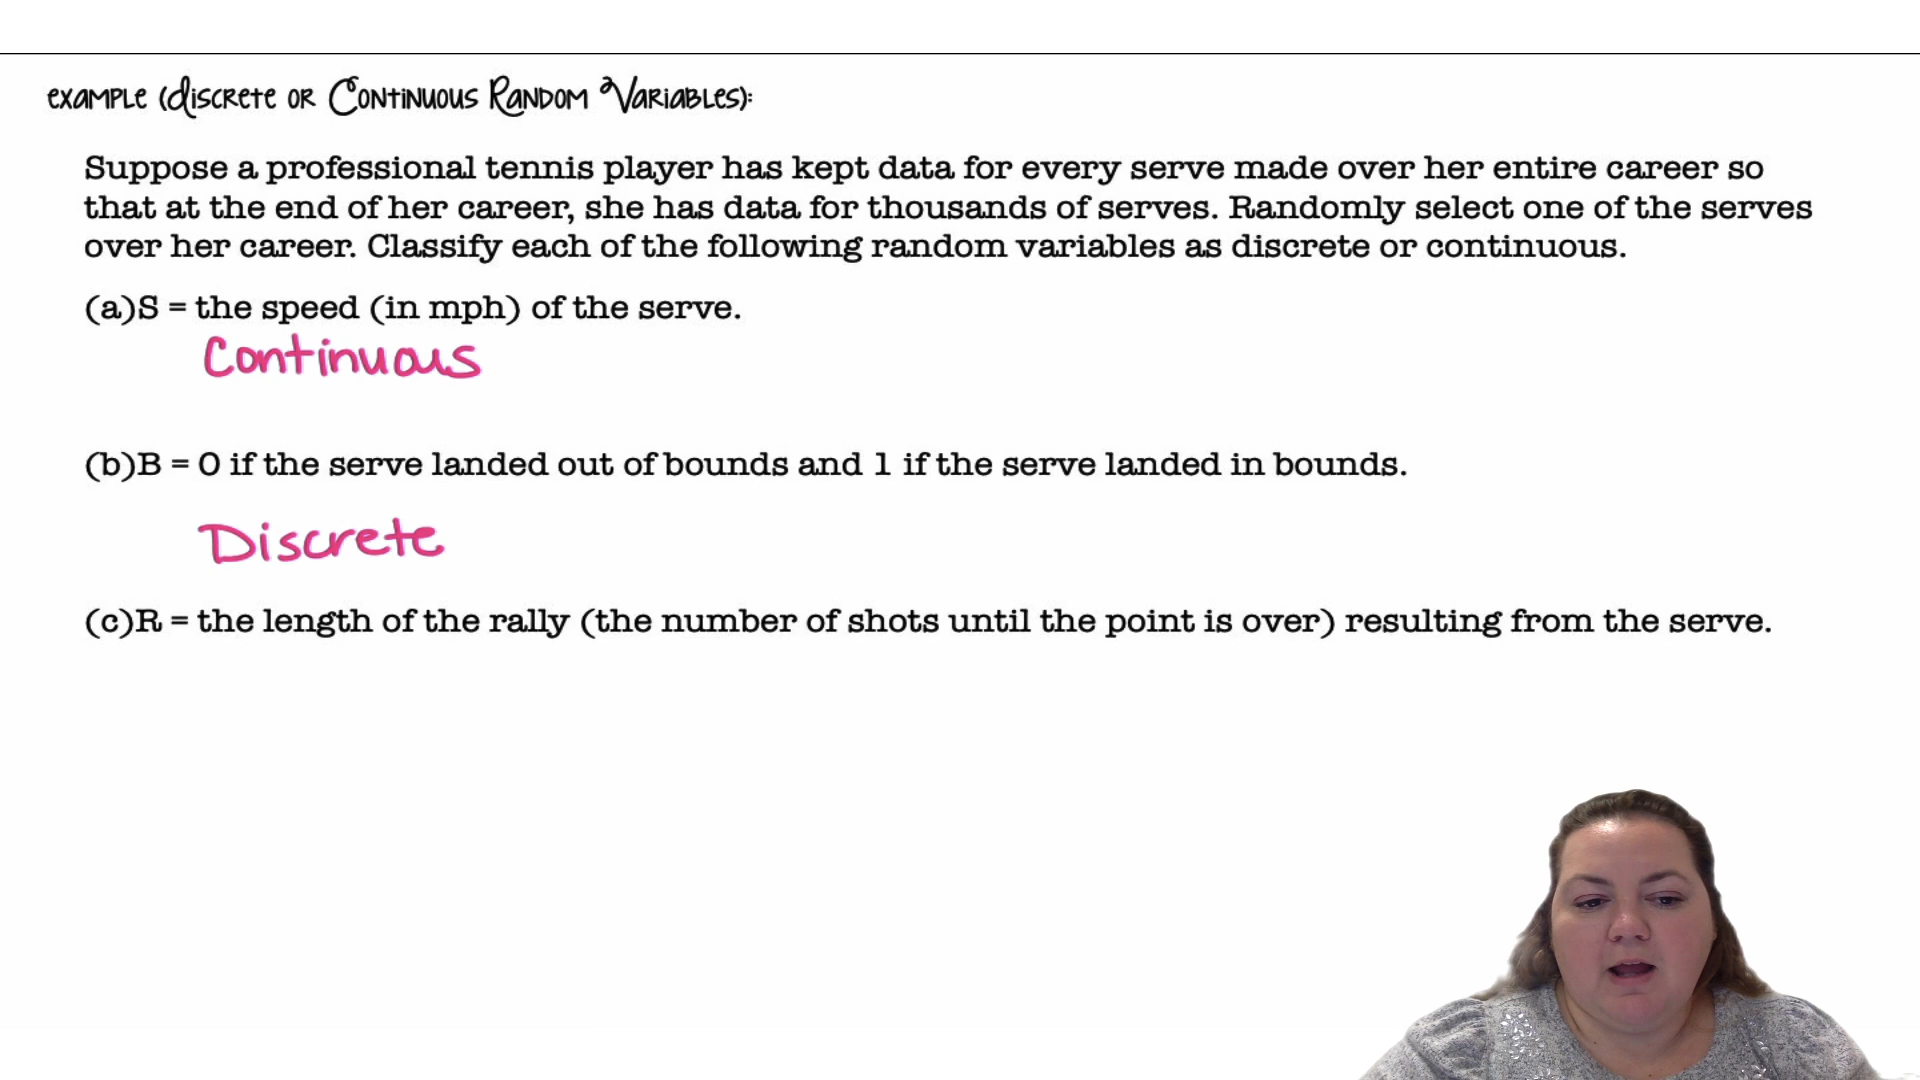 example (Discrete or Continuous Random Variables):
Suppose a professional tennis player has kept data for every serve made over her entire career so
that at the end of her career, she has data for thousands of serves. Randomly select one of the serves
over her career. Classify each of the following random variables as discrete or continuous.
(a)S = the speed (in mph) of the serve.
Continuous
(b)B = 0 if the serve landed out of bounds and 1 if the serve landed in bounds.
Discrete
(c)R = the length of the rally (the number of shots until the point is over) resulting from the serve.